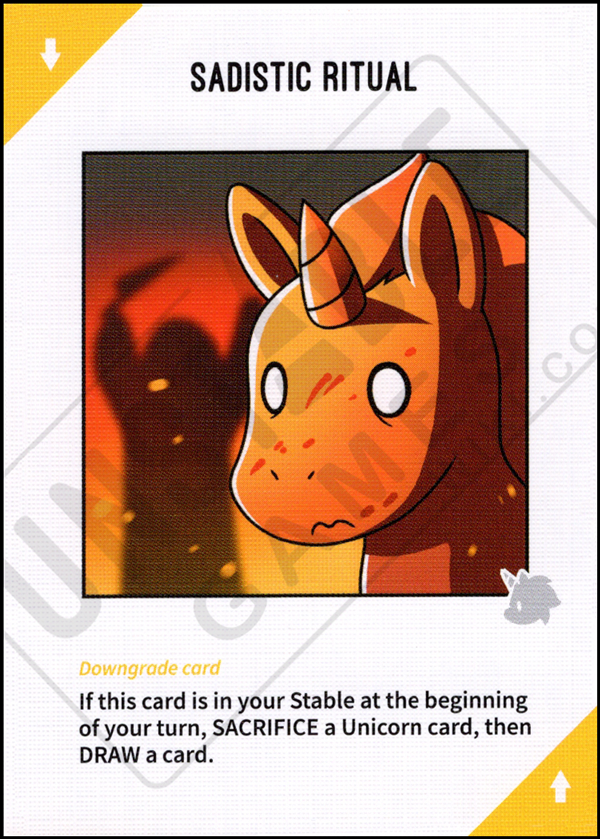 SADISTIC RITUAL
Downgrade card
If this card is in your Stable at the beginning
of your turn, SACRIFICE a Unicorn card, then
DRAW a card.